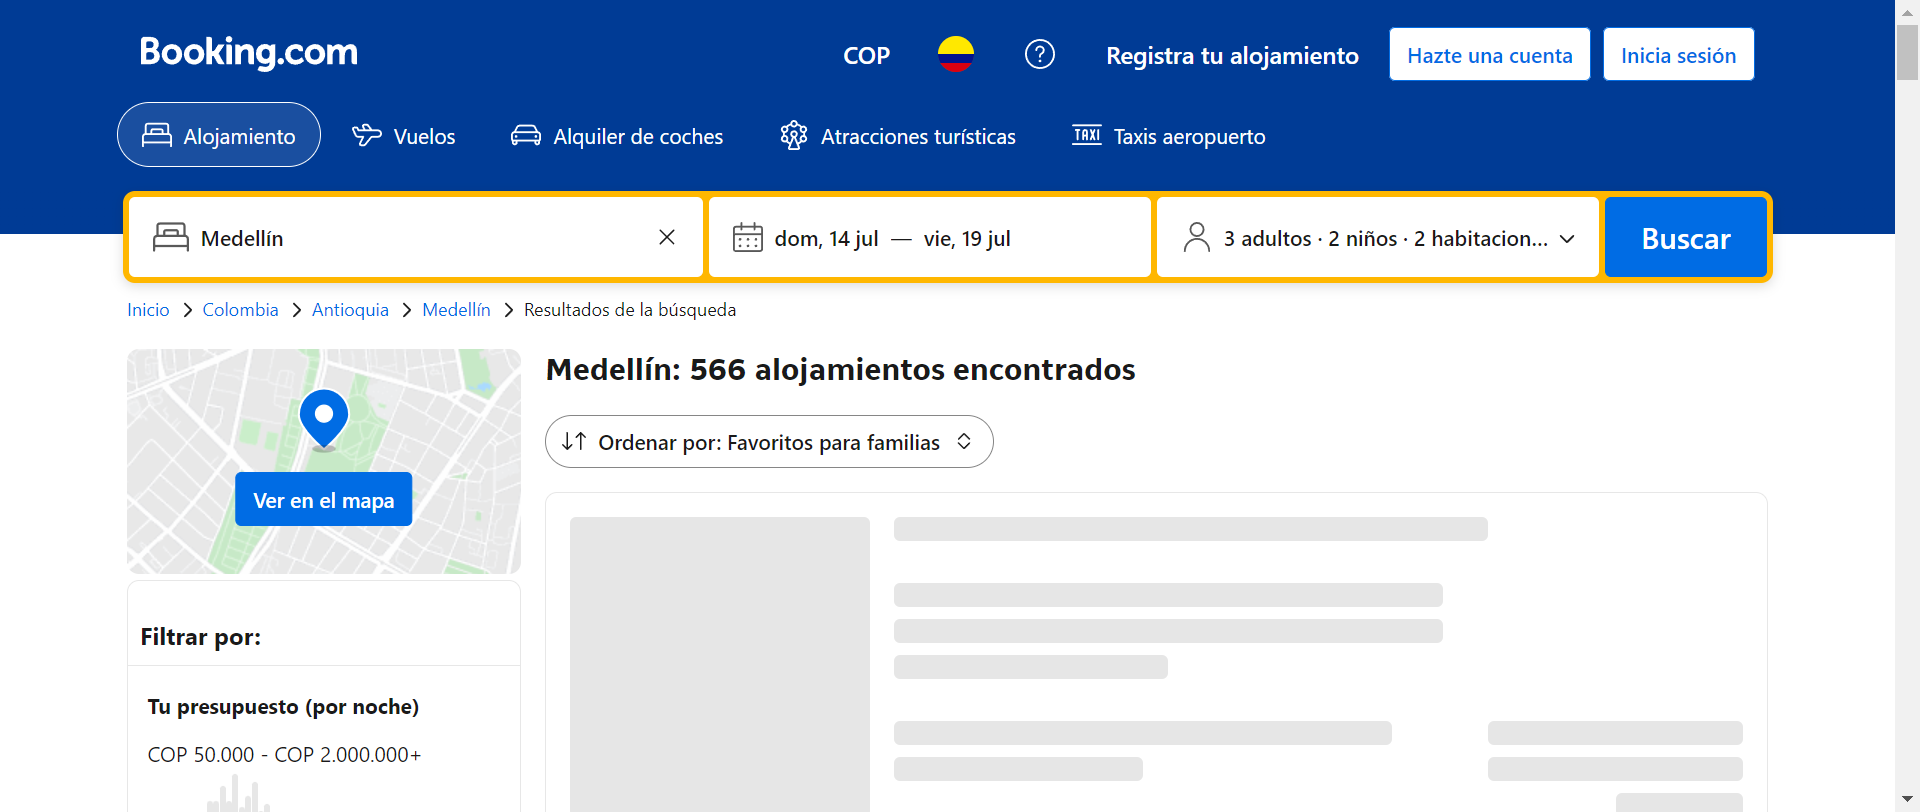 Booking.com
COP
?
Registra tu alojamiento
Hazte una cuenta
Inicia sesión
Alojamiento
Vuelos
Alquiler de coches
Atracciones turísticas
TAXI
Taxis aeropuerto
Medellín
dom, 14 jul — vie, 19 jul
3 adultos · 2 niños · 2 habitacion...
Buscar
Inicio
Colombia
Antioquia
Medellín
Resultados de la búsqueda
Ver en el mapa
Medellín: 566 alojamientos encontrados
Ordenar por: Favoritos para familias
Filtrar por:
Tu presupuesto (por noche)
COP 50.000 - COP 2.000.000+